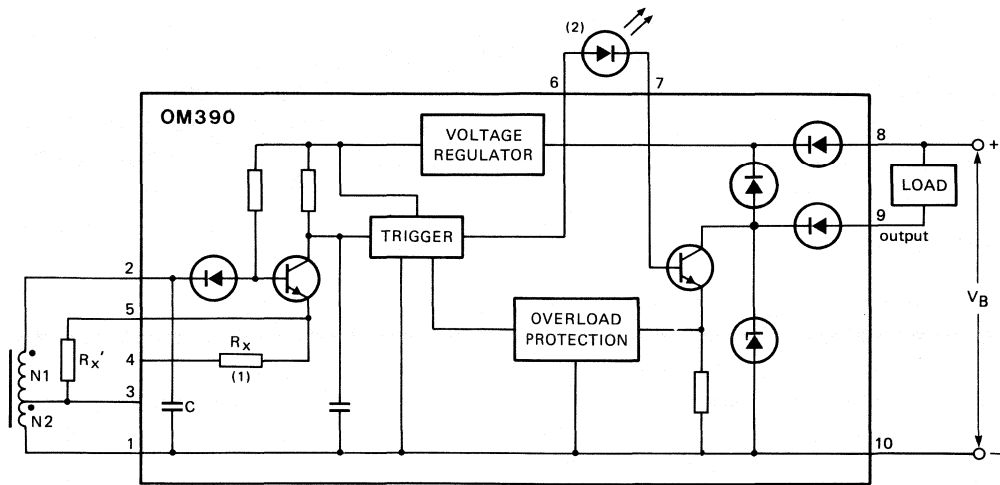 (2)
6
7
OM390
VOLTAGE
REGULATOR
8
+
LOAD
TRIGGER
9
output
2
5
OVERLOAD
PROTECTION
VB
Rx
4
Rx'
(1)
N1
3
C
N2
1
10
−